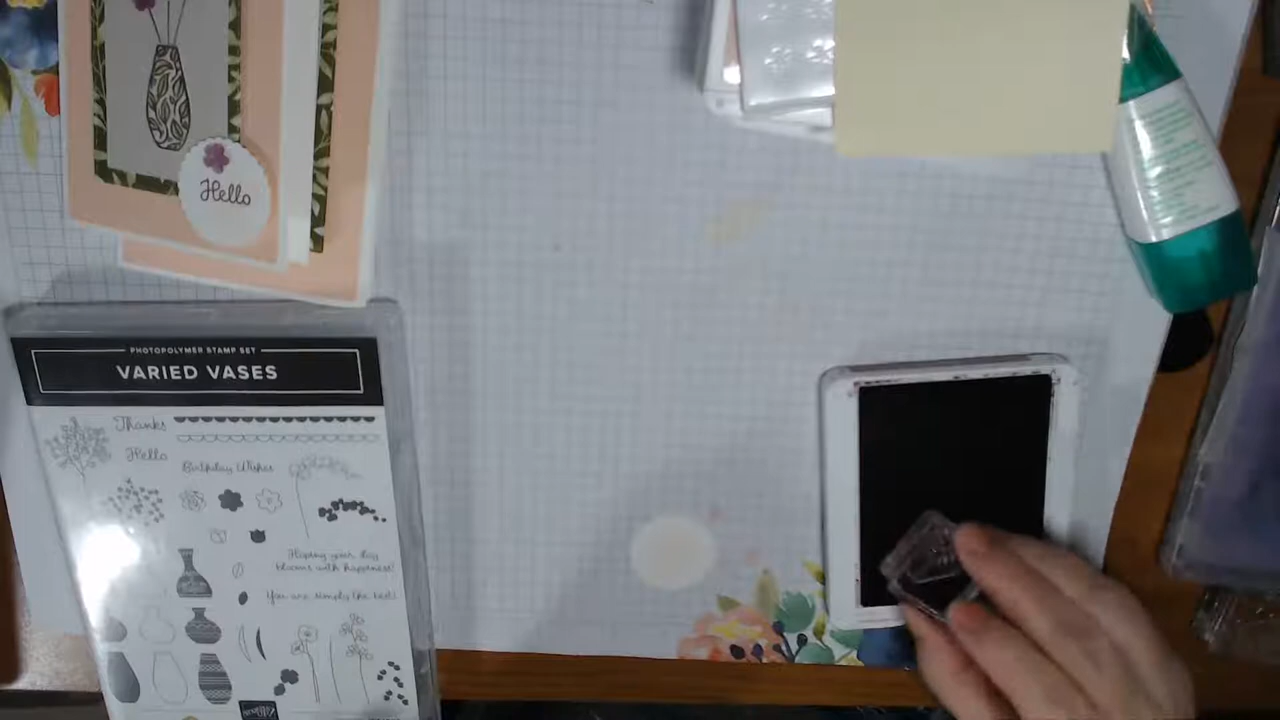 Hello
PHOTOPOLYMER STAMP SET
VARIED VASES
Thanks
Hello
Birthday Wishes
Hoping your day
blooms with happiness!
You are simply the best!